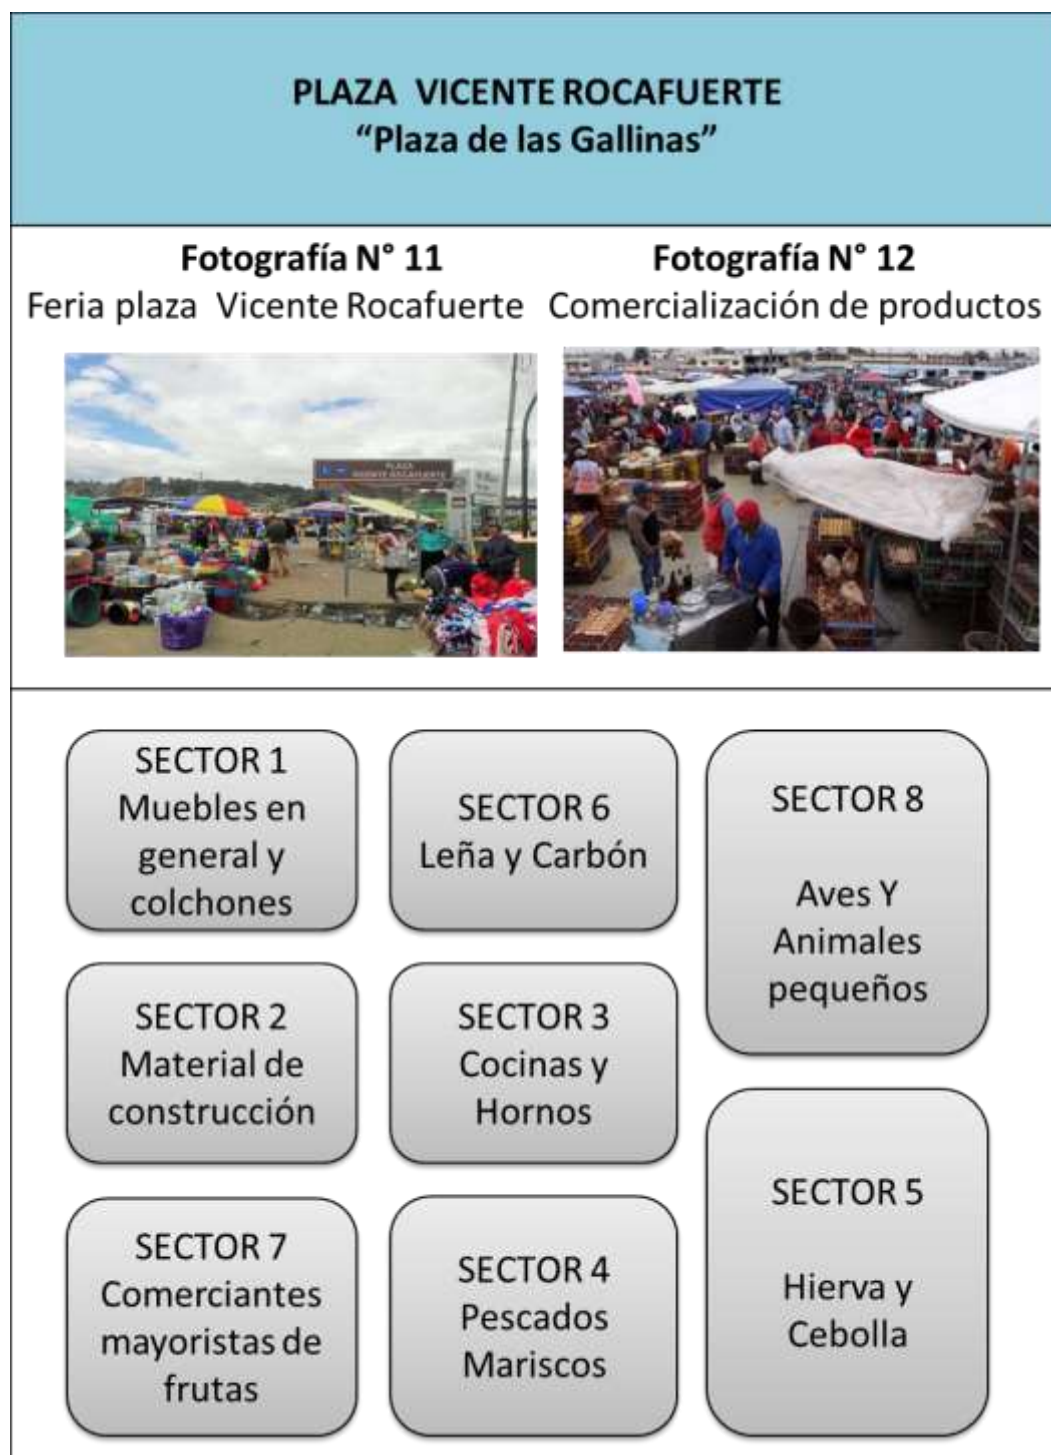 PLAZA VICENTE ROCAFUERTE
“Plaza de las Gallinas”
Fotografía N° 11
Feria plaza Vicente Rocafuerte
Fotografía N° 12
Comercialización de productos
PLAZA
VICENTE ROCAFUERTE
SECTOR 1
Muebles en
general y
colchones
SECTOR 6
Leña y Carbón
SECTOR 8
Aves Y
Animales
pequeños
SECTOR 2
Material de
construcción
SECTOR 3
Cocinas y
Hornos
SECTOR 5
Hierva y
Cebolla
SECTOR 7
Comerciantes
mayoristas de
frutas
SECTOR 4
Pescados
Mariscos